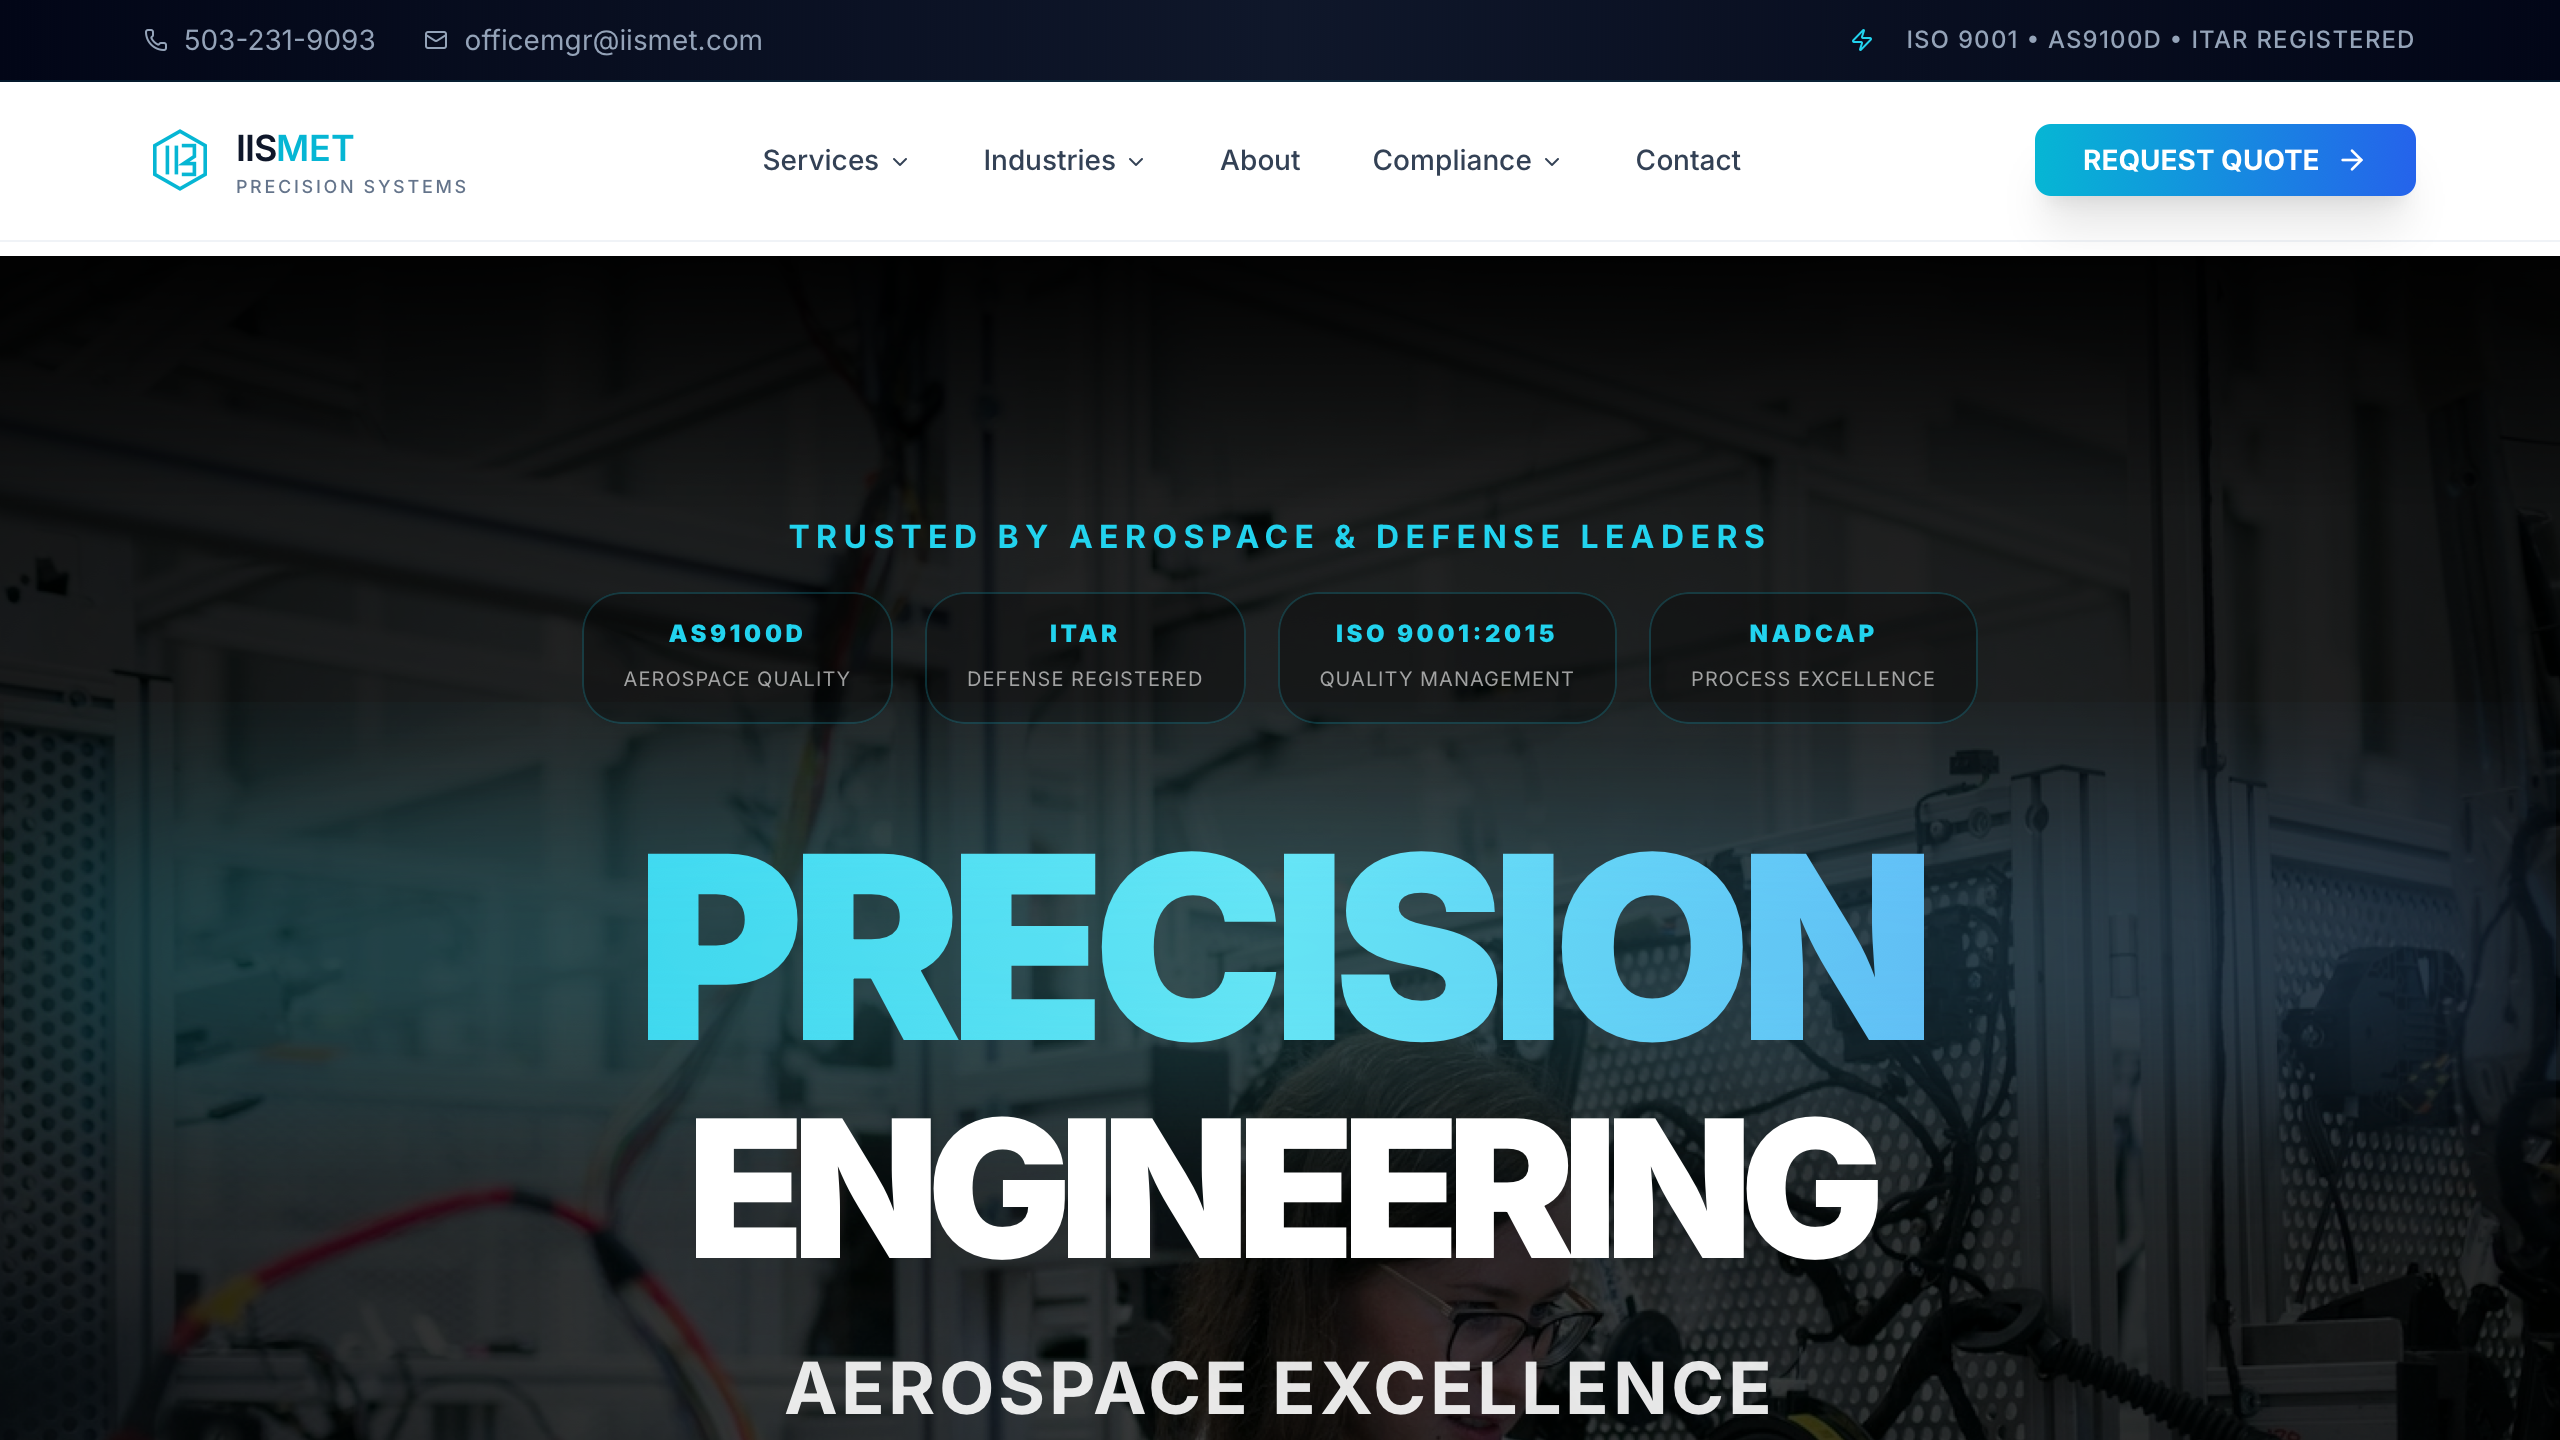 503-231-9093 officemgr@iismet.com ISO 9001 • AS9100D • ITAR REGISTERED
IISMET
PRECISION SYSTEMS
Services Industries About Compliance Contact REQUEST QUOTE
TRUSTED BY AEROSPACE & DEFENSE LEADERS
AS9100D ITAR ISO 9001:2015 NADCAP
AEROSPACE QUALITY DEFENSE REGISTERED QUALITY MANAGEMENT PROCESS EXCELLENCE
PRECISION
ENGINEERING
AEROSPACE EXCELLENCE